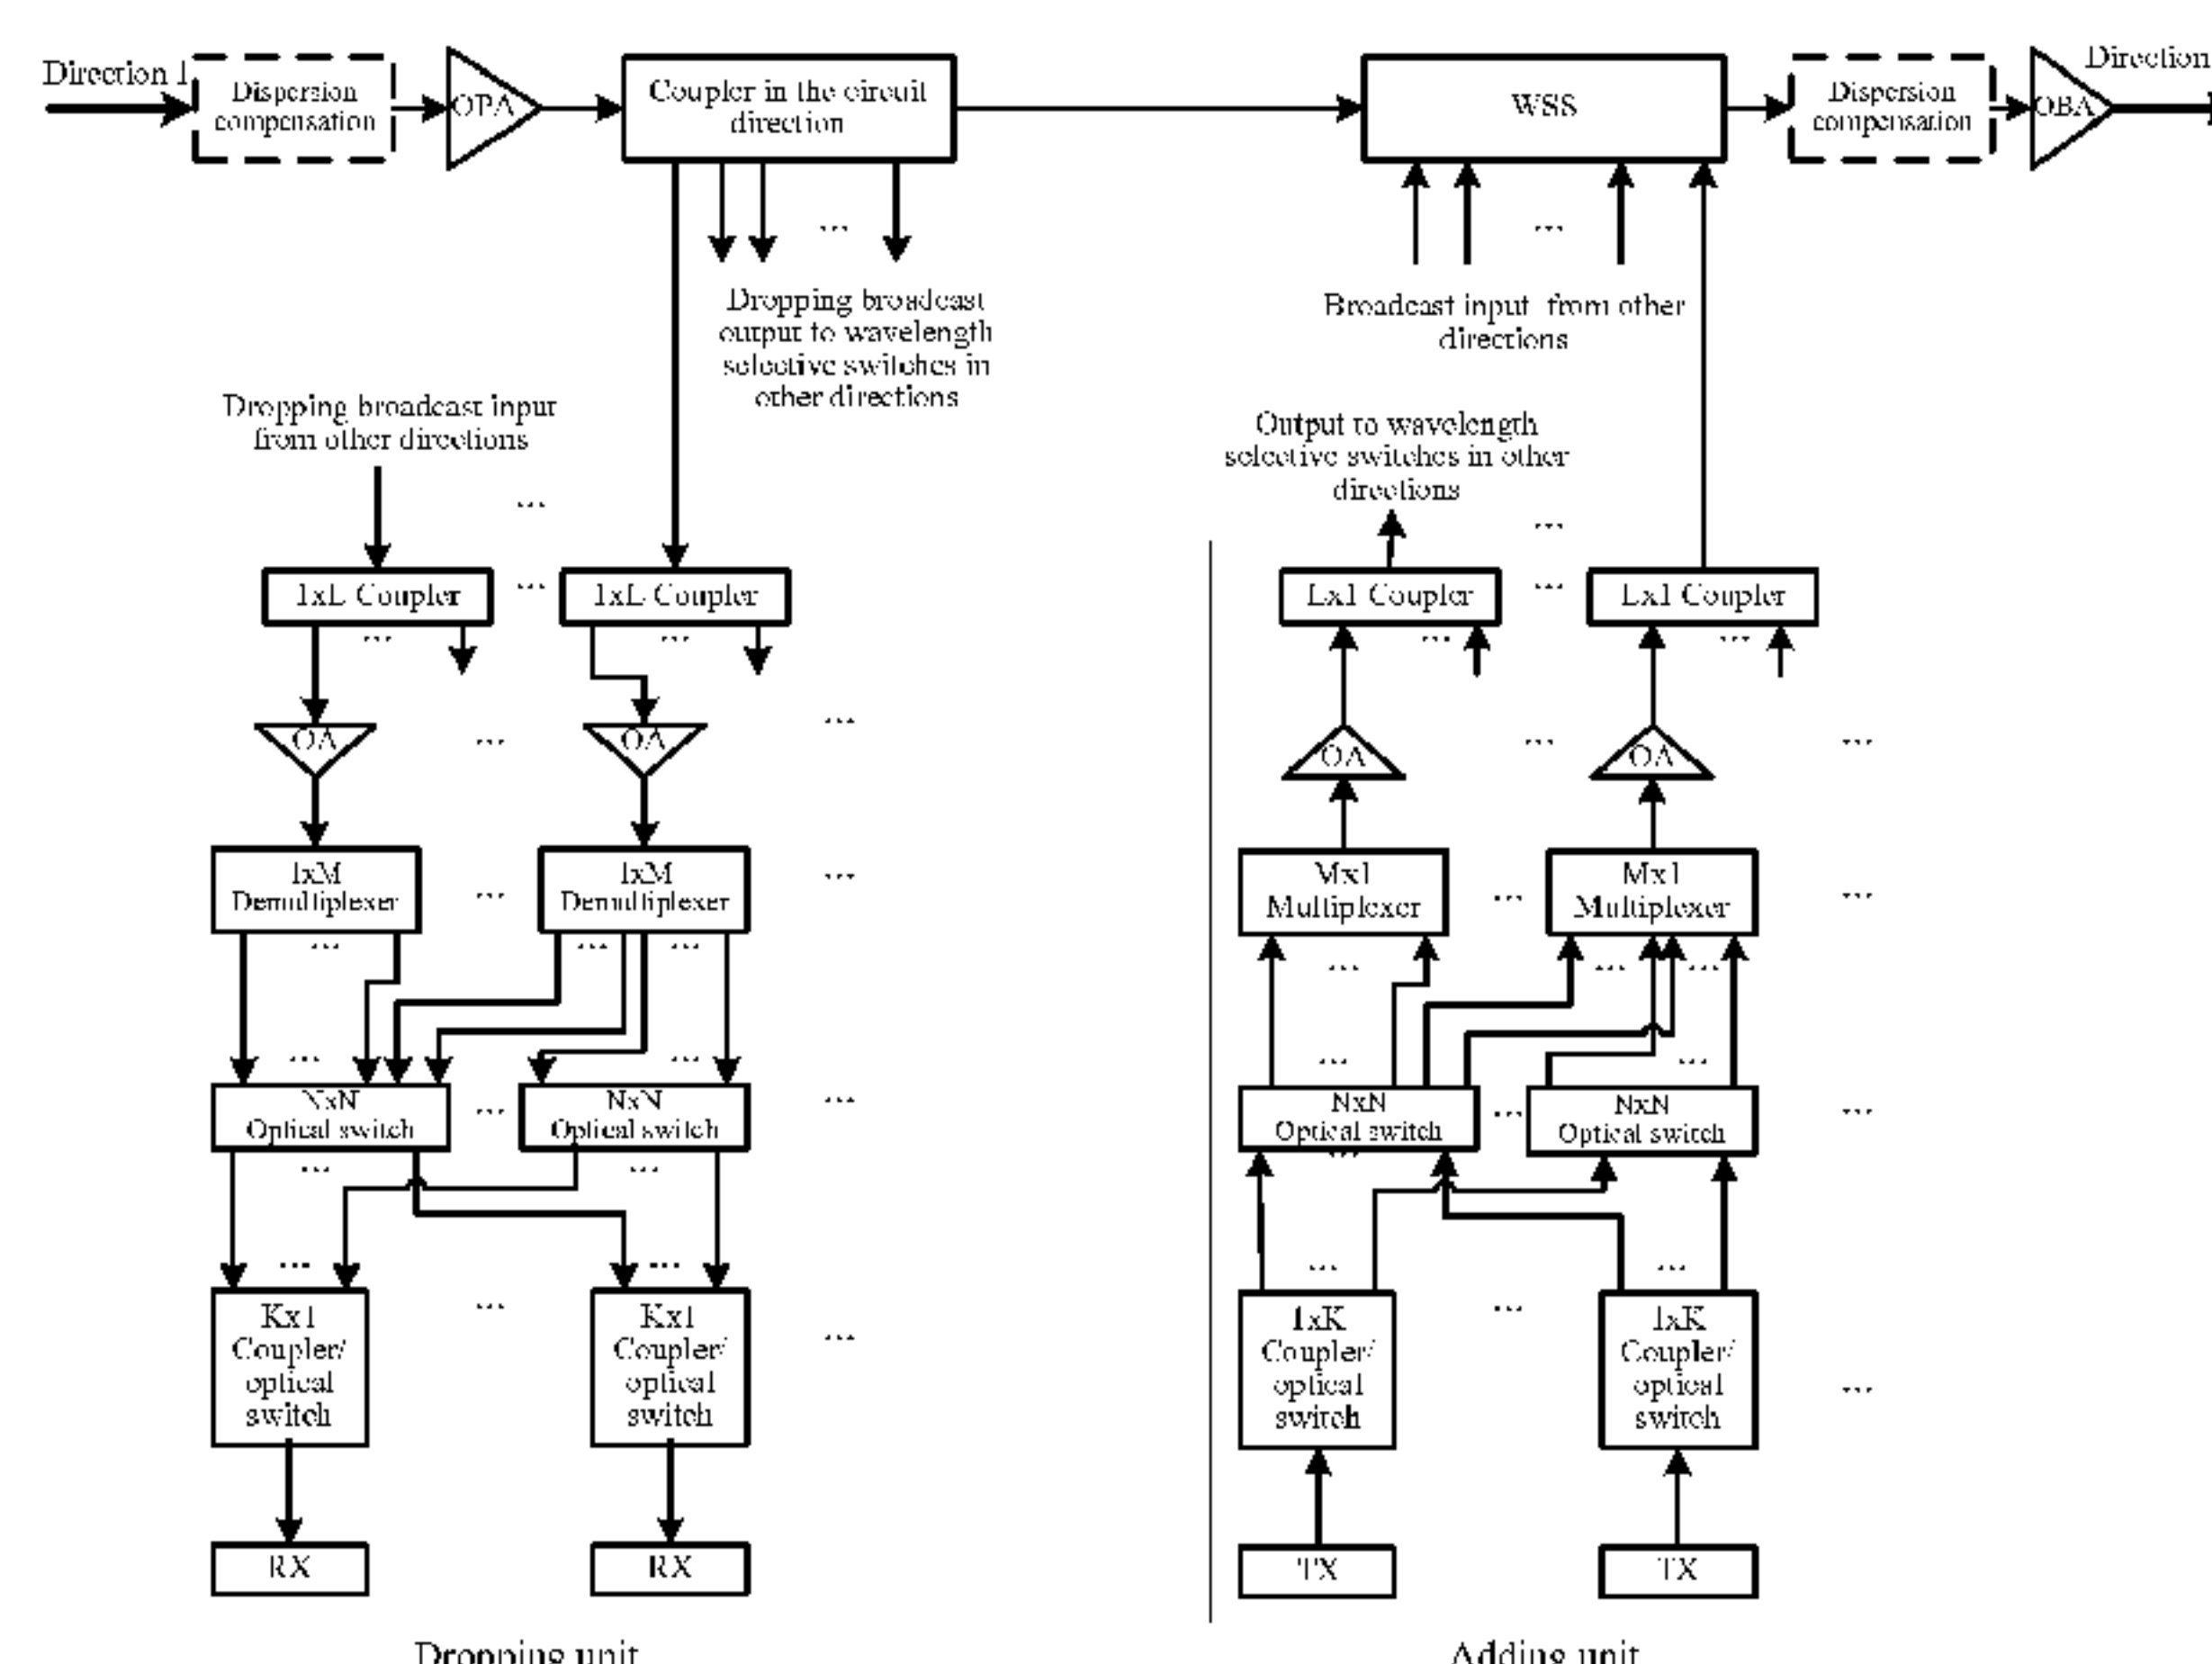 Direction 1
Dispersion
compensation
OPA
Coupler in the circuit
direction
WSS
Dispersion
compensation
OBA
Direction
...
Dropping broadcast
output to wavelength
selective switches in
other directions
...
Broadcast input from other
directions
Dropping broadcast input
from other directions
...
Output to wavelength
selective switches in other
directions
...
1xL Coupler
...
1xL Coupler
Lx1 Coupler
...
Lx1 Coupler
...
...
...
...
OA
...
OA
...
OA
...
OA
...
1xM
Demultiplexer
...
1xM
Demultiplexer
...
Mx1
Multiplexer
...
Mx1
Multiplexer
...
...
...
...
...
...
...
...
...
...
...
...
NxN
Optical switch
...
NxN
Optical switch
...
NxN
Optical switch
...
NxN
Optical switch
...
...
...
...
...
...
...
...
Kx1
Coupler/
optical
switch
...
Kx1
Coupler/
optical
switch
...
1xK
Coupler/
optical
switch
...
1xK
Coupler/
optical
switch
...
RX
RX
TX
TX
Dropping unit
Adding unit